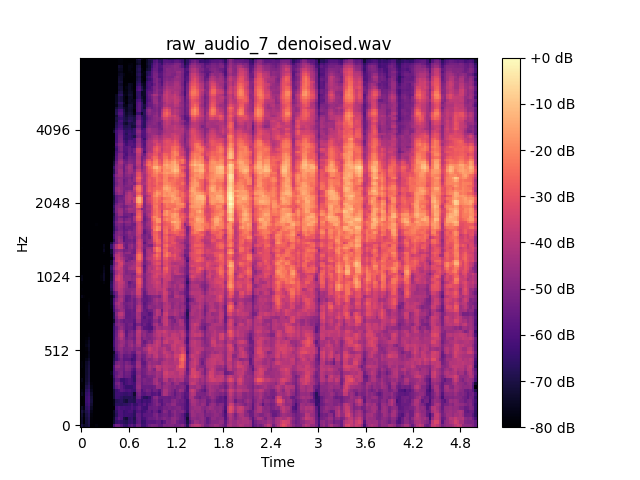 raw_audio_7_denoised.wav
+0 dB
-10 dB
-20 dB
-30 dB
-40 dB
-50 dB
-60 dB
-70 dB
-80 dB
4096
2048
1024
512
0
Hz
0 0.6 1.2 1.8 2.4 3 3.6 4.2 4.8
Time